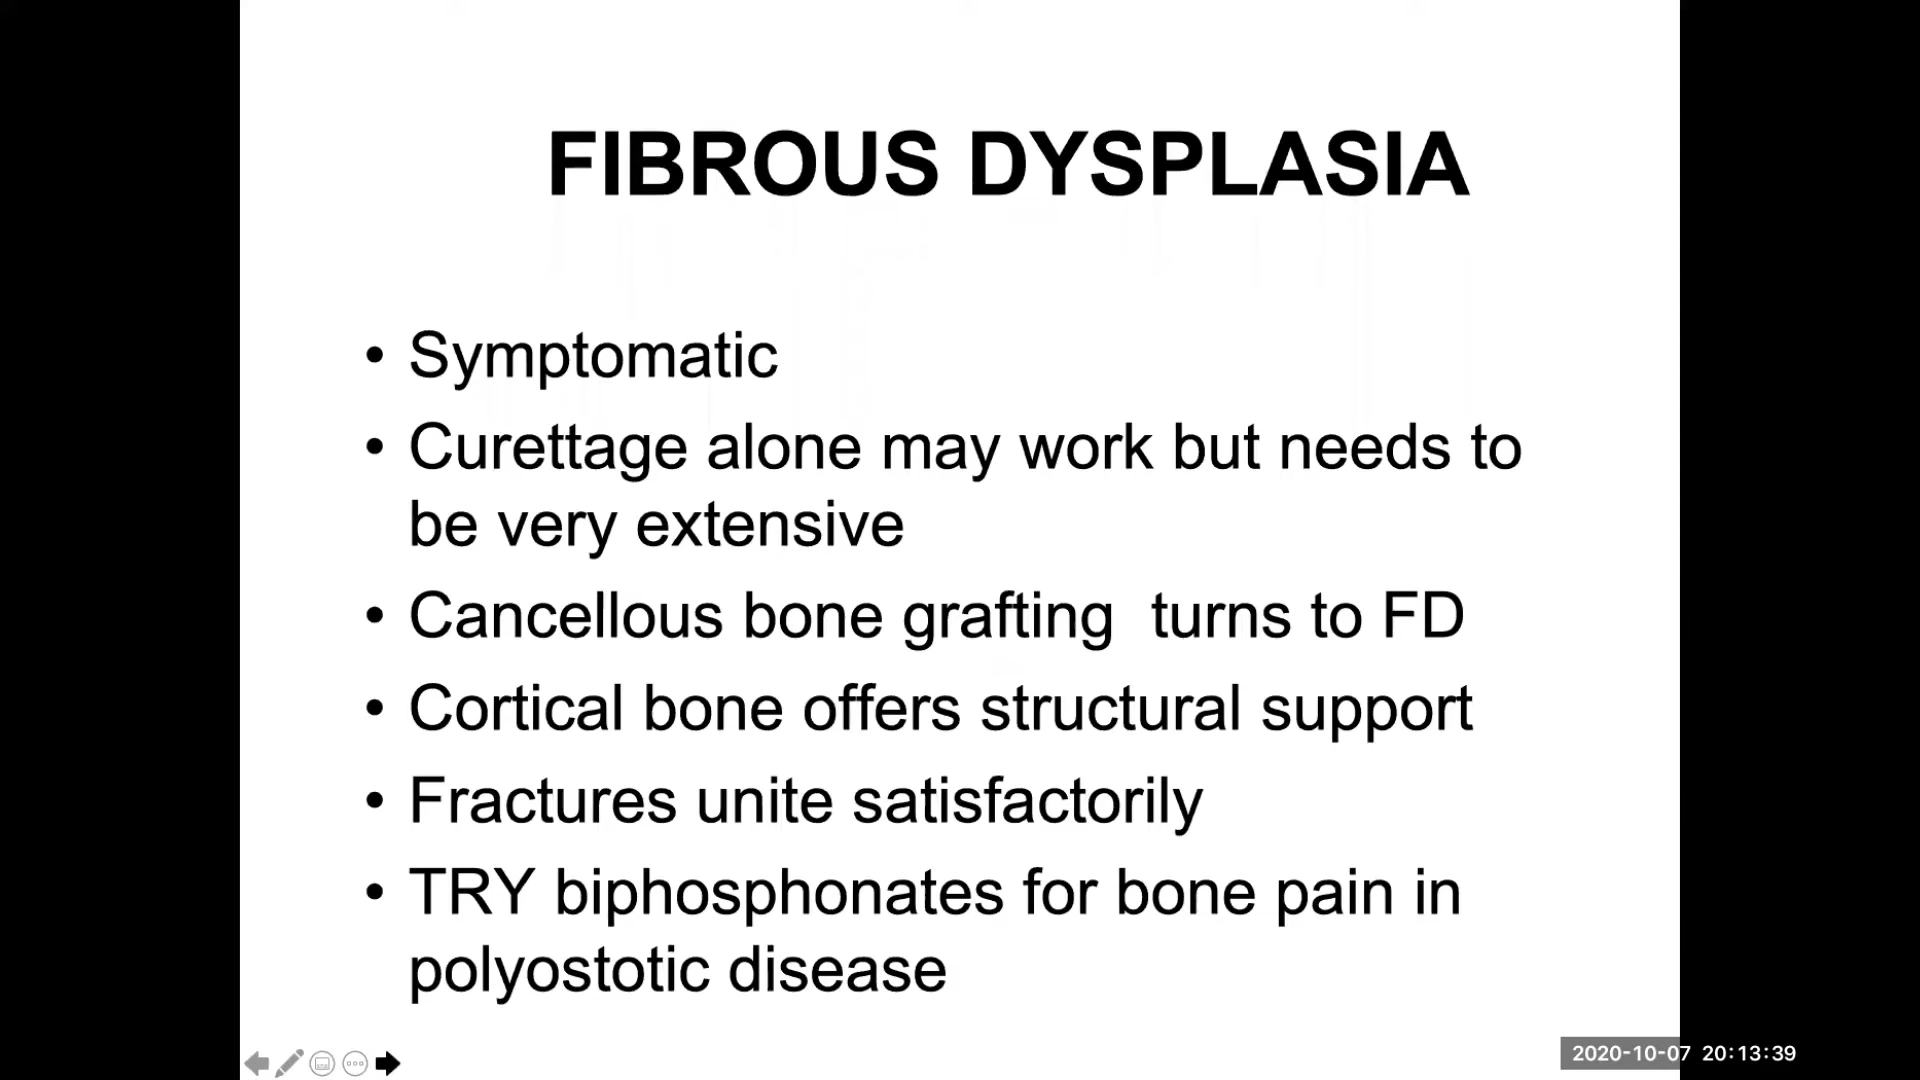 FIBROUS DYSPLASIA
• Symptomatic
• Curettage alone may work but needs to
be very extensive
• Cancellous bone grafting  turns to FD
• Cortical bone offers structural support
• Fractures unite satisfactorily
• TRY biphosphonates for bone pain in
polyostotic disease
2020-10-07 20:13:39